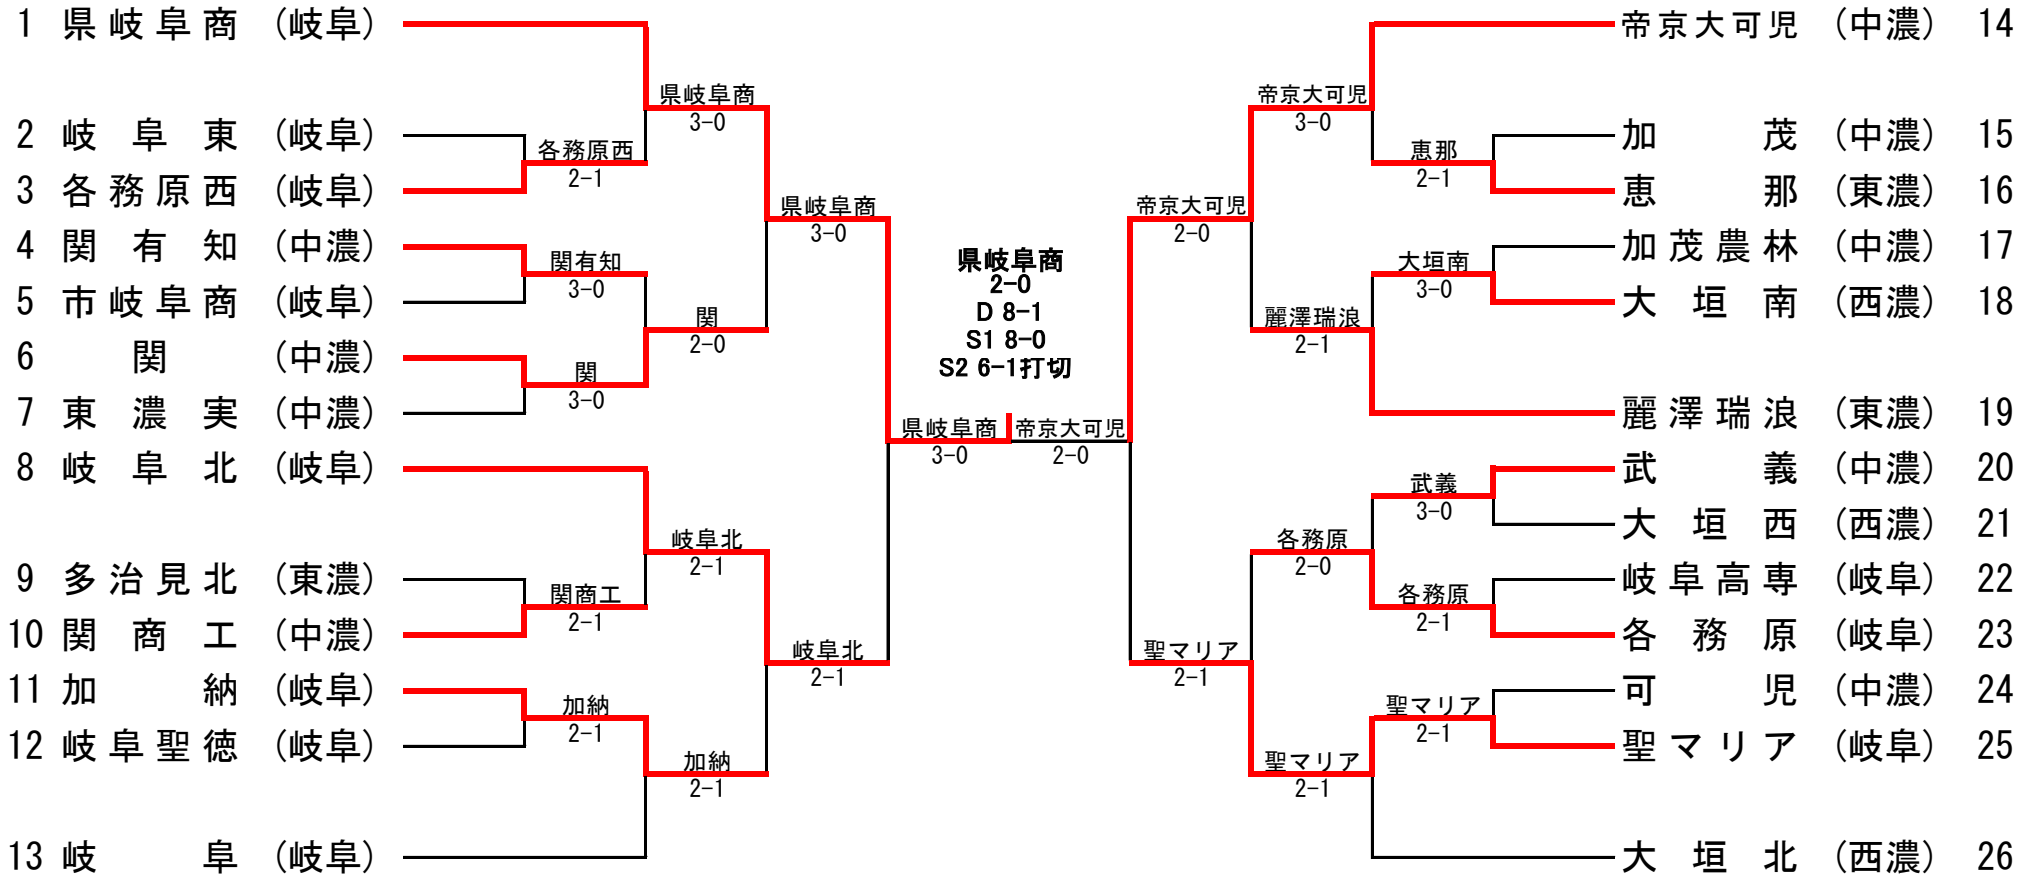 1 県岐阜商 (岐阜)
2 岐阜東 (岐阜)
3 各務原西 (岐阜)
4 関有知 (中濃)
5 市岐阜商 (岐阜)
6 関 (中濃)
7 東濃実 (中濃)
8 岐阜北 (岐阜)
9 多治見北 (東濃)
10 関商工 (中濃)
11 加納 (岐阜)
12 岐阜聖徳 (岐阜)
13 岐阜 (岐阜)
各務原西
2-1
関有知
3-0
関
3-0
関商工
2-1
加納
2-1
県岐阜商
3-0
関
2-0
岐阜北
2-1
加納
2-1
県岐阜商
3-0
岐阜北
2-1
県岐阜商
3-0
県岐阜商
2-0
D 8-1
S1 8-0
S2 6-1打切
帝京大可児
2-0
帝京大可児
2-0
聖マリア
2-1
帝京大可児
3-0
麗澤瑞浪
2-1
各務原
2-0
聖マリア
2-1
恵那
2-1
大垣南
3-0
武義
3-0
各務原
2-1
聖マリア
2-1
帝京大可児 (中濃) 14
加茂 (中濃) 15
恵那 (東濃) 16
加茂農林 (中濃) 17
大垣南 (西濃) 18
麗澤瑞浪 (東濃) 19
武義 (中濃) 20
大垣西 (西濃) 21
岐阜高専 (岐阜) 22
各務原 (岐阜) 23
可児 (中濃) 24
聖マリア (岐阜) 25
大垣北 (西濃) 26